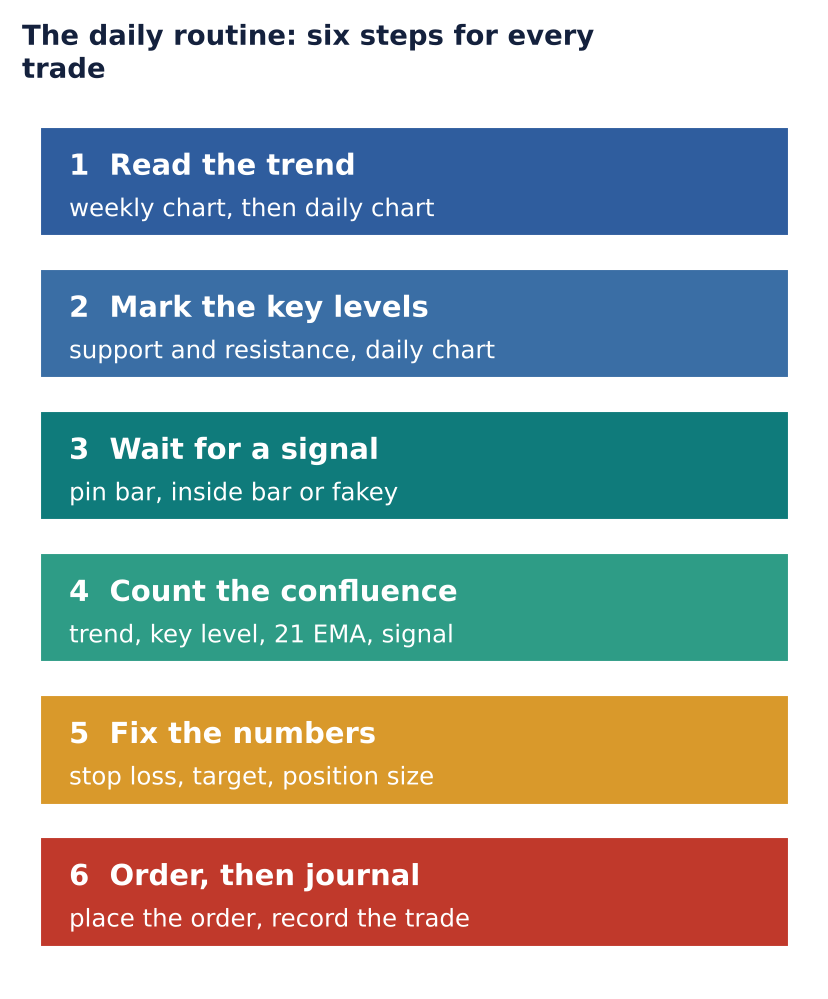 The daily routine: six steps for every
trade
1 Read the trend
weekly chart, then daily chart
2 Mark the key levels
support and resistance, daily chart
3 Wait for a signal
pin bar, inside bar or fakey
4 Count the confluence
trend, key level, 21 EMA, signal
5 Fix the numbers
stop loss, target, position size
6 Order, then journal
place the order, record the trade